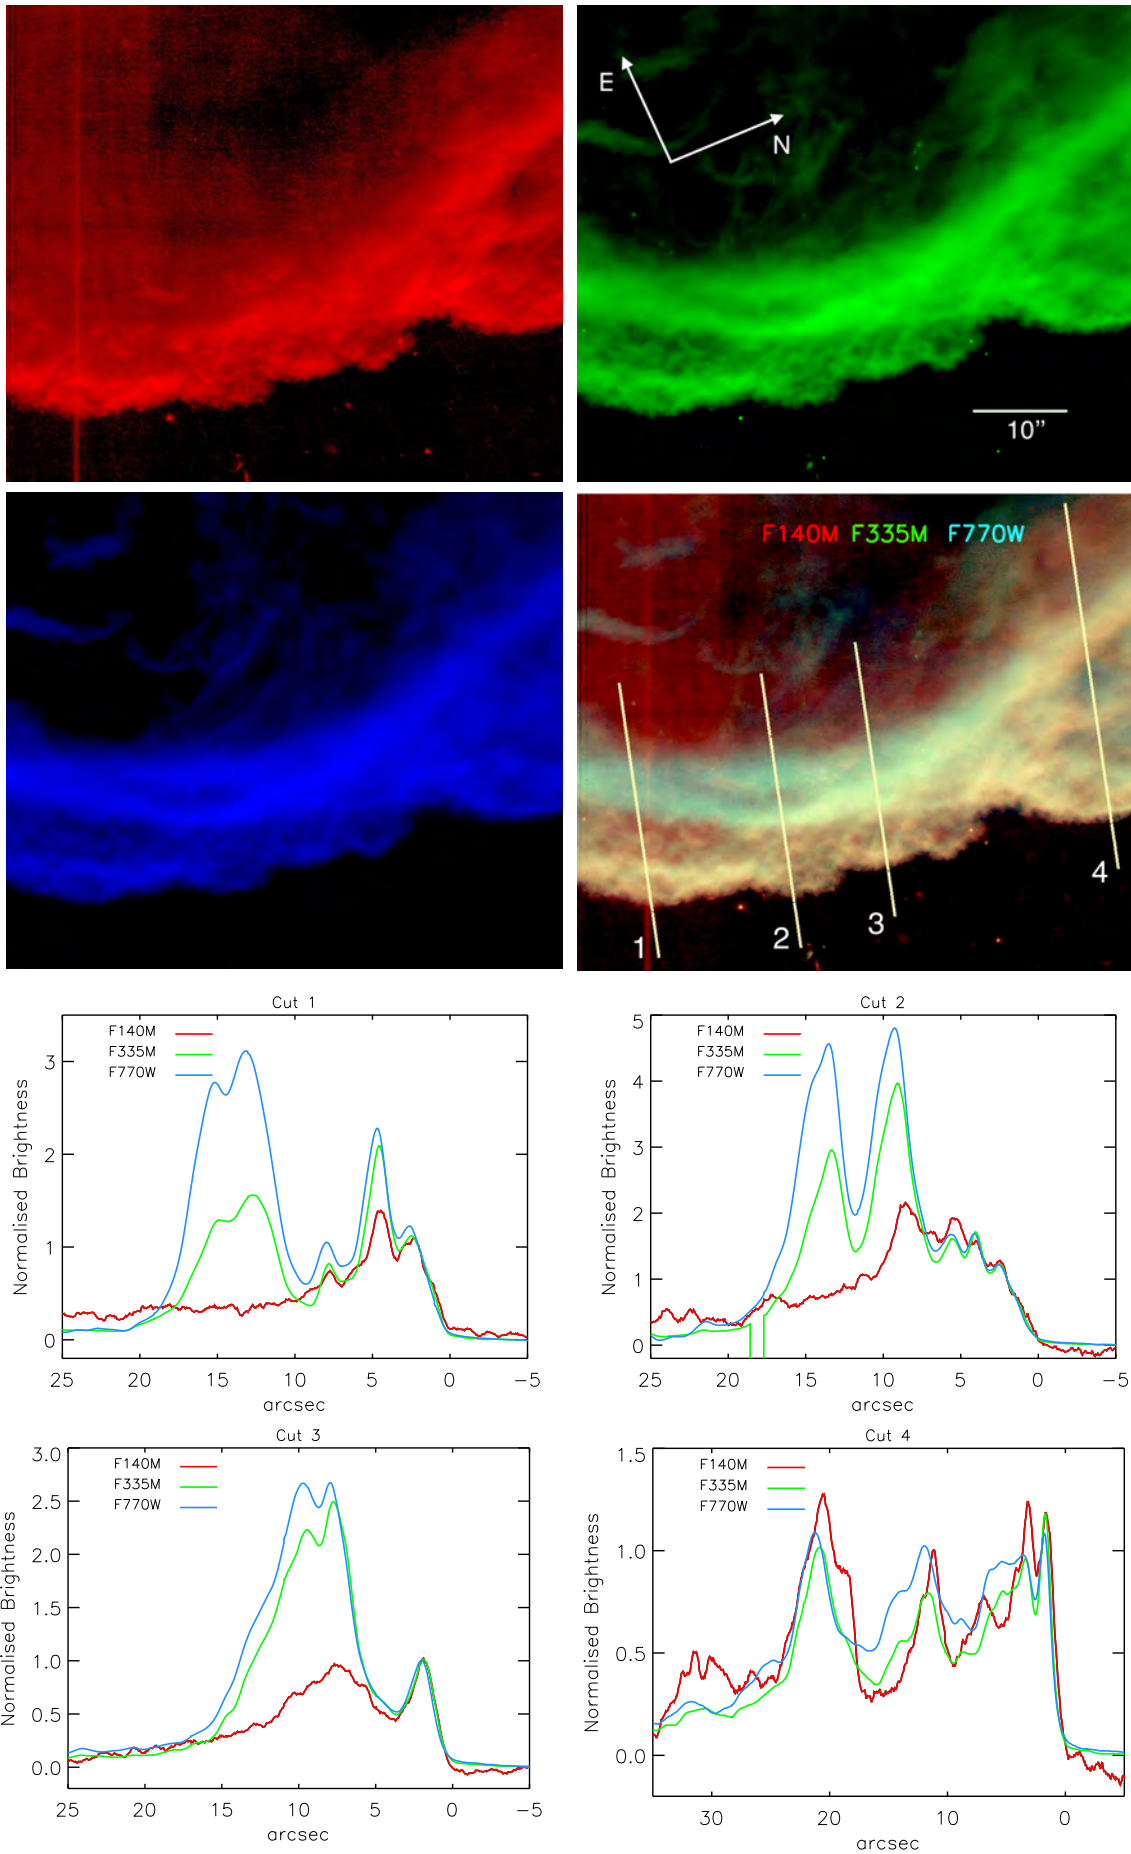 E
N
10”
F140M F335M F770W
1
2
3
4
Cut 1
F140M
F335M
F770W
Normalised Brightness
3
2
1
0
25 20 15 10 5 0 −5
arcsec
Cut 2
F140M
F335M
F770W
Normalised Brightness
5
4
3
2
1
0
25 20 15 10 5 0 −5
arcsec
Cut 3
F140M
F335M
F770W
Normalised Brightness
3.0
2.5
2.0
1.5
1.0
0.5
0.0
25 20 15 10 5 0 −5
arcsec
Cut 4
F140M
F335M
F770W
Normalised Brightness
1.5
1.0
0.5
0.0
30 20 10 0
arcsec